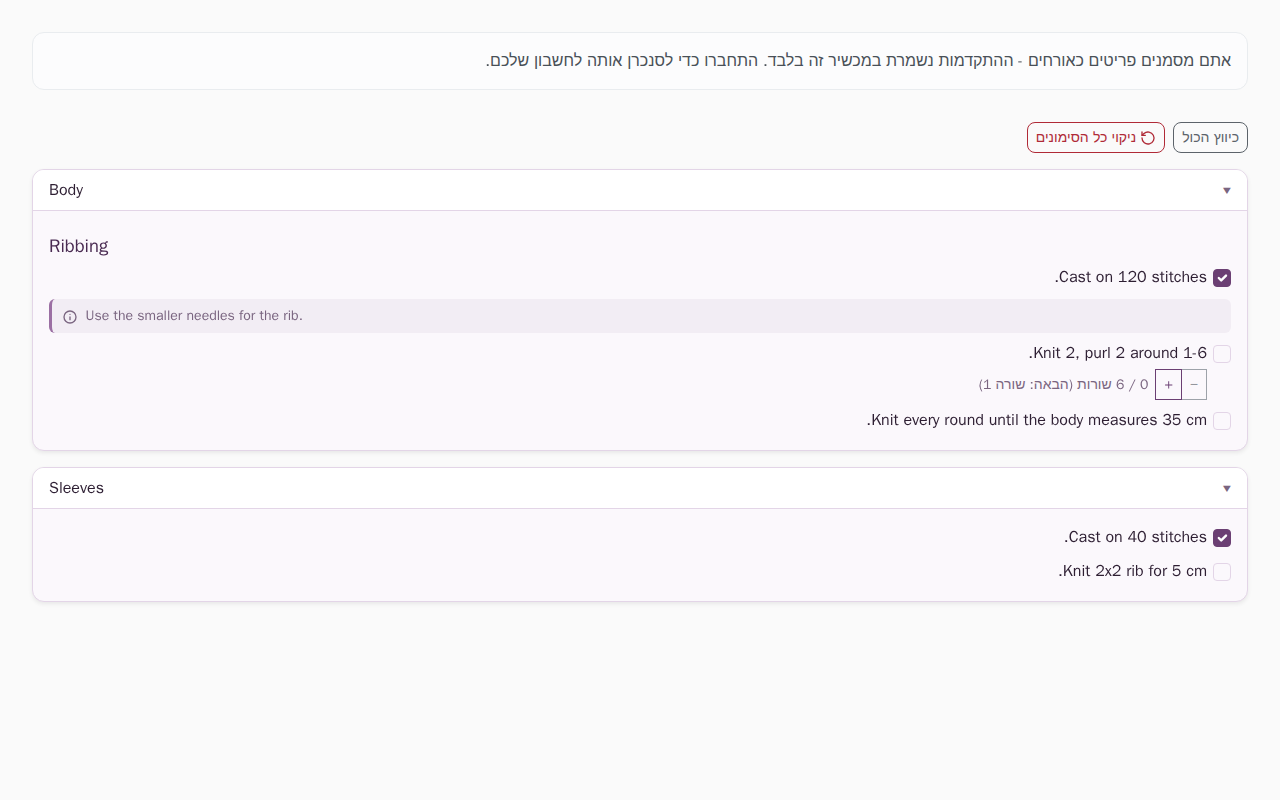 אתם מסמנים פריטים כאורחים - ההתקדמות נשמרת במכשיר זה בלבד. התחברו כדי לסנכרן אותה לחשבון שלכם.
כיווץ הכול
ניקוי כל הסימונים
Body
Ribbing
Cast on 120 stitches.
Use the smaller needles for the rib.
Knit 2, purl 2 around 1-6.
− + 0 / 6 שורות (הבאה: שורה 1)
Knit every round until the body measures 35 cm.
Sleeves
Cast on 40 stitches.
Knit 2x2 rib for 5 cm.